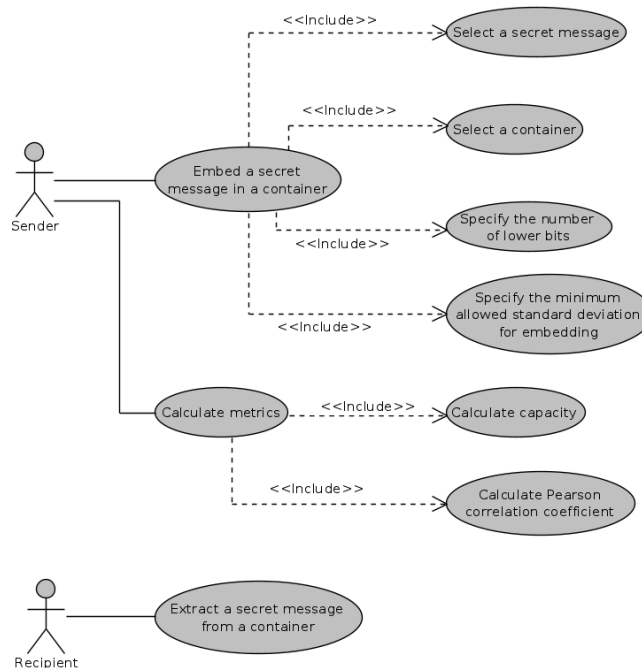 <<Include>>
Select a secret message
<<Include>>
Select a container
Embed a secret
message in a container
Sender
Specify the number
of lower bits
<<Include>>
Specify the minimum
allowed standard deviation
for embedding
<<Include>>
Calculate metrics
<<Include>>
Calculate capacity
<<Include>>
Calculate Pearson
correlation coefficient
Extract a secret message
from a container
Recipient